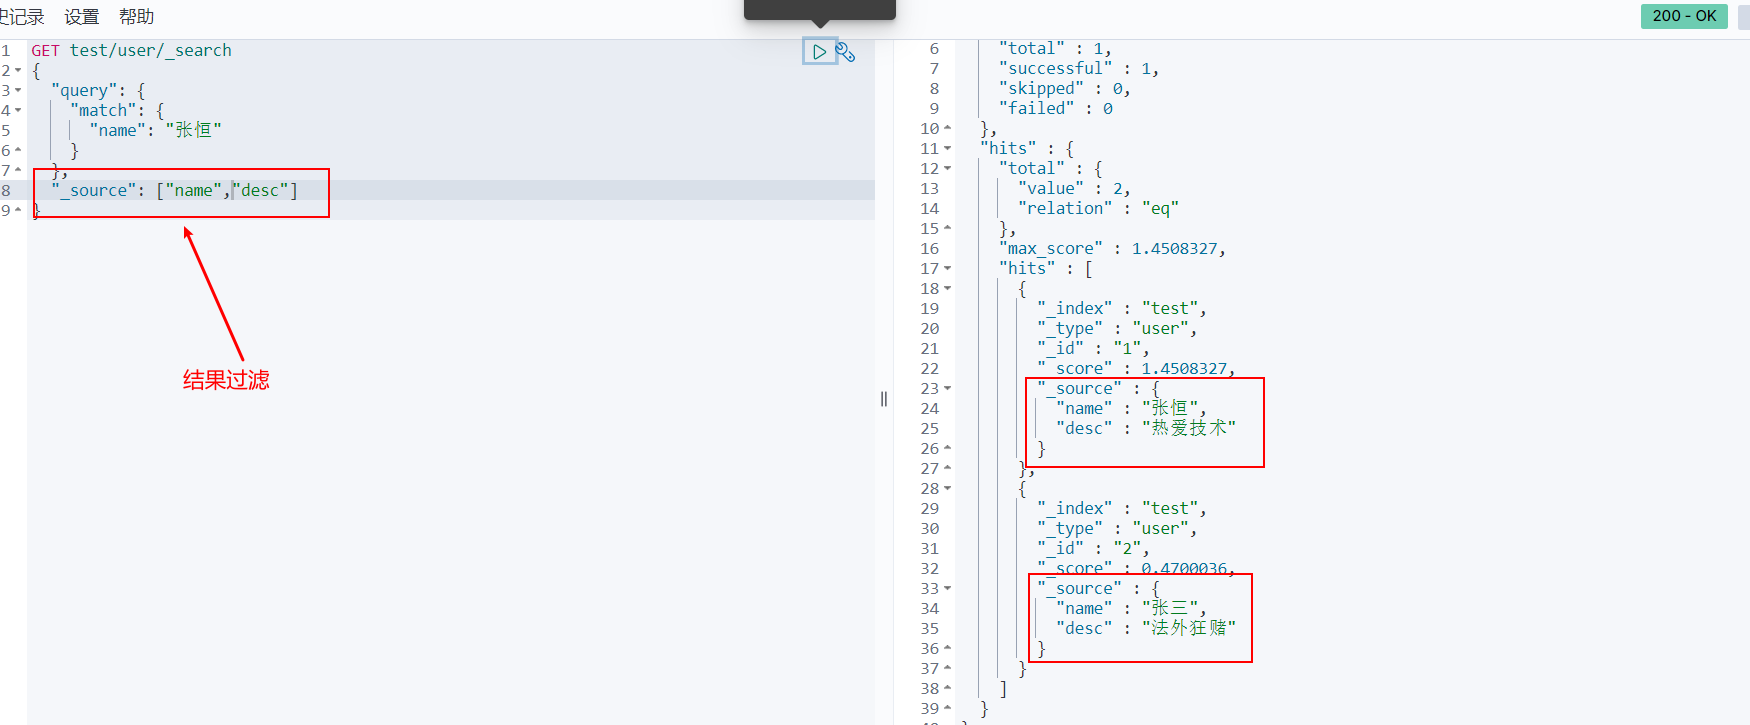 史记录 设置 帮助
200 - OK
1 GET test/user/_search
2 {
3 "query": {
4 "match": {
5 "name": "张恒"
6 }
7 },
8 "_source": ["name","desc"]
9 }
结果过滤
6 "total" : 1,
7 "successful" : 1,
8 "skipped" : 0,
9 "failed" : 0
10 },
11 "hits" : {
12 "total" : {
13 "value" : 2,
14 "relation" : "eq"
15 },
16 "max_score" : 1.4508327,
17 "hits" : [
18 {
19 "_index" : "test",
20 "_type" : "user",
21 "_id" : "1",
22 "_score" : 1.4508327,
23 "_source" : {
24 "name" : "张恒",
25 "desc" : "热爱技术"
26 }
27 },
28 {
29 "_index" : "test",
30 "_type" : "user",
31 "_id" : "2",
32 "_score" : 0.4700036,
33 "_source" : {
34 "name" : "张三",
35 "desc" : "法外狂赌"
36 }
37 }
38 ]
39 }